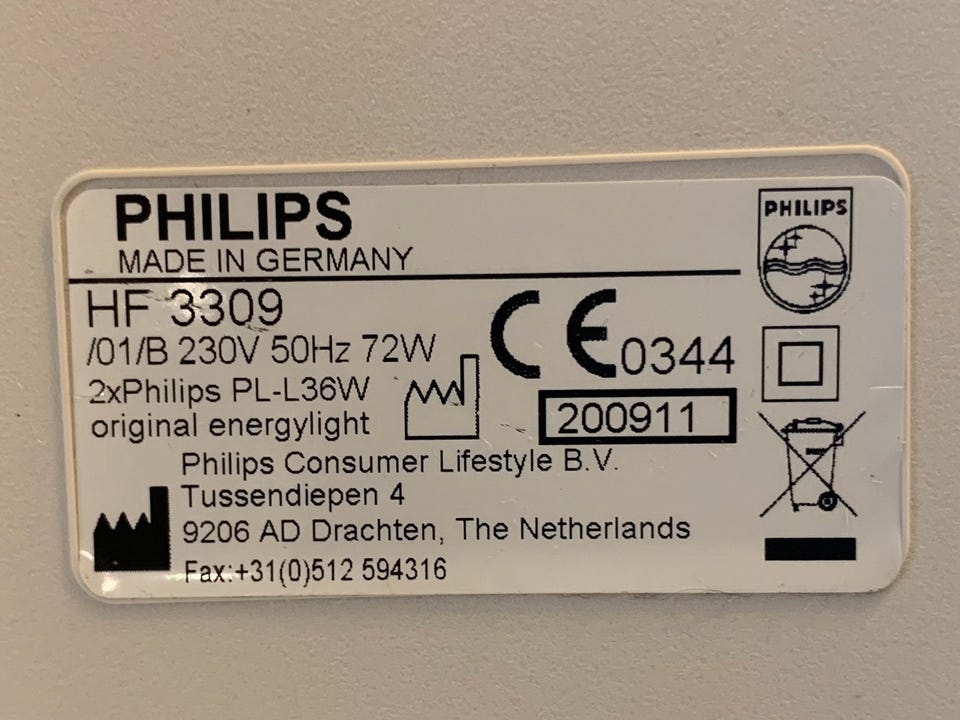 PHILIPS
MADE IN GERMANY
PHILIPS
HF 3309
/01/B 230V 50Hz 72W
CE 0344
2xPhilips PL-L36W
original energylight
200911
Philips Consumer Lifestyle B.V.
Tussendiepen 4
9206 AD Drachten, The Netherlands
Fax:+31(0)512 594316